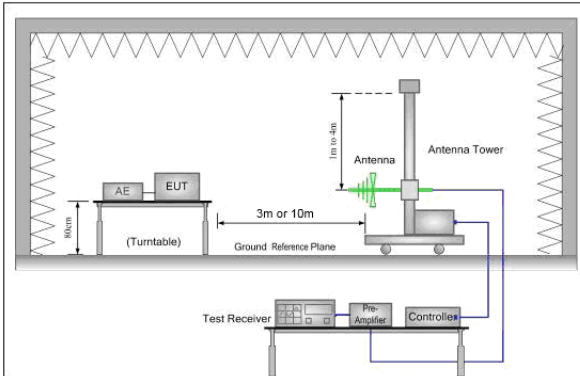 1m to 4m
Antenna
Antenna Tower
AE
EUT
80cm
3m or 10m
(Turntable)
Ground Reference Plane
Test Receiver
Pre-
Amplifier
Controller